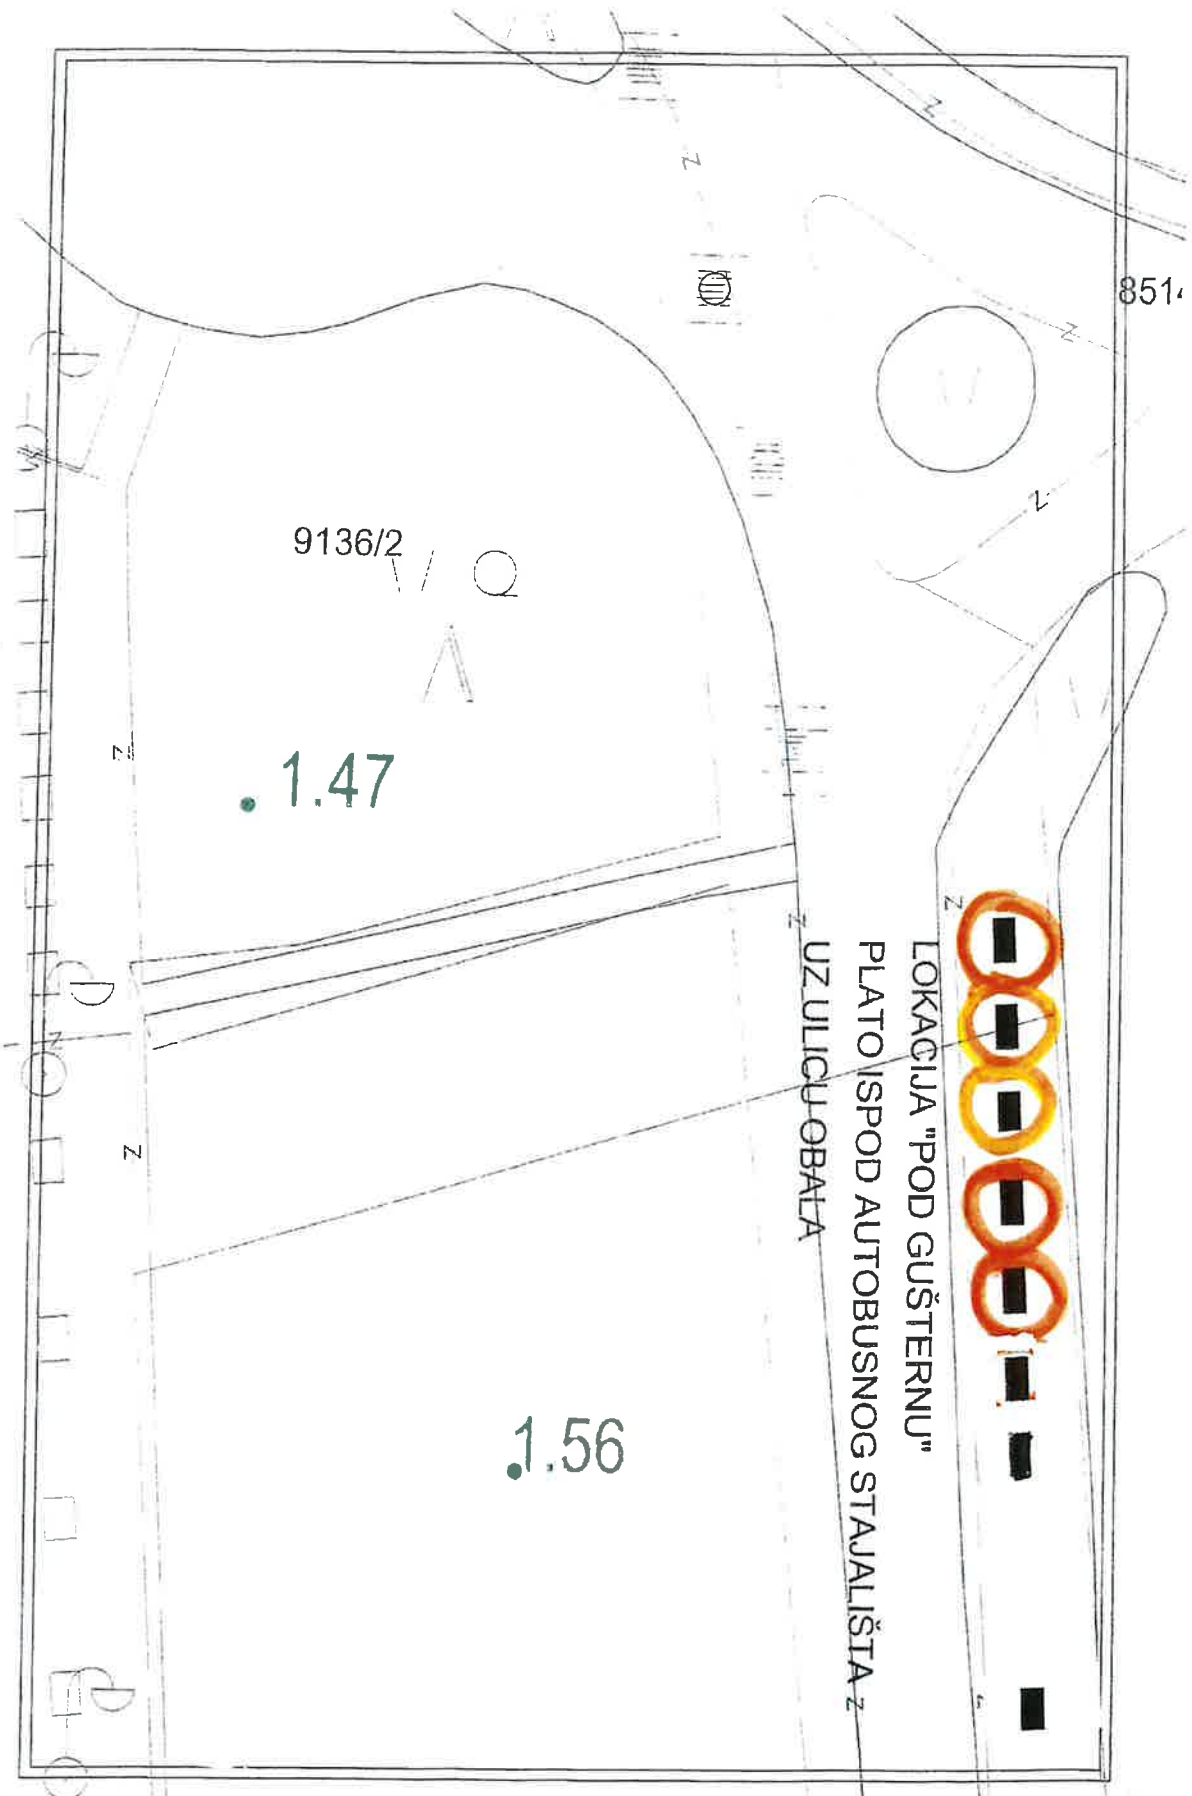 8514
9136/2
1.47
LOKACIJA "POD GUŠTERNU"
PLATO ISPOD AUTOBUSNOG STAJALIŠTA
UZ ULICU OBALA
1.56